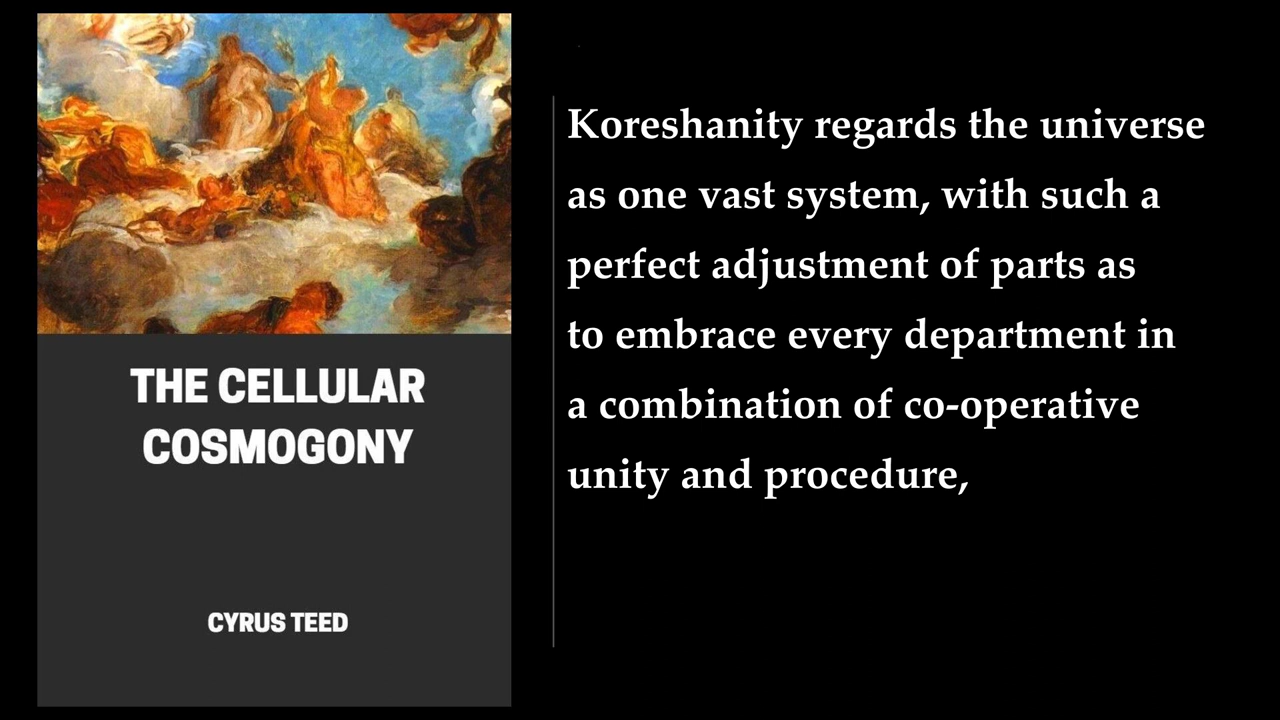 THE CELLULAR
COSMOGONY
CYRUS TEED
Koreshanity regards the universe
as one vast system, with such a
perfect adjustment of parts as
to embrace every department in
a combination of co-operative
unity and procedure,